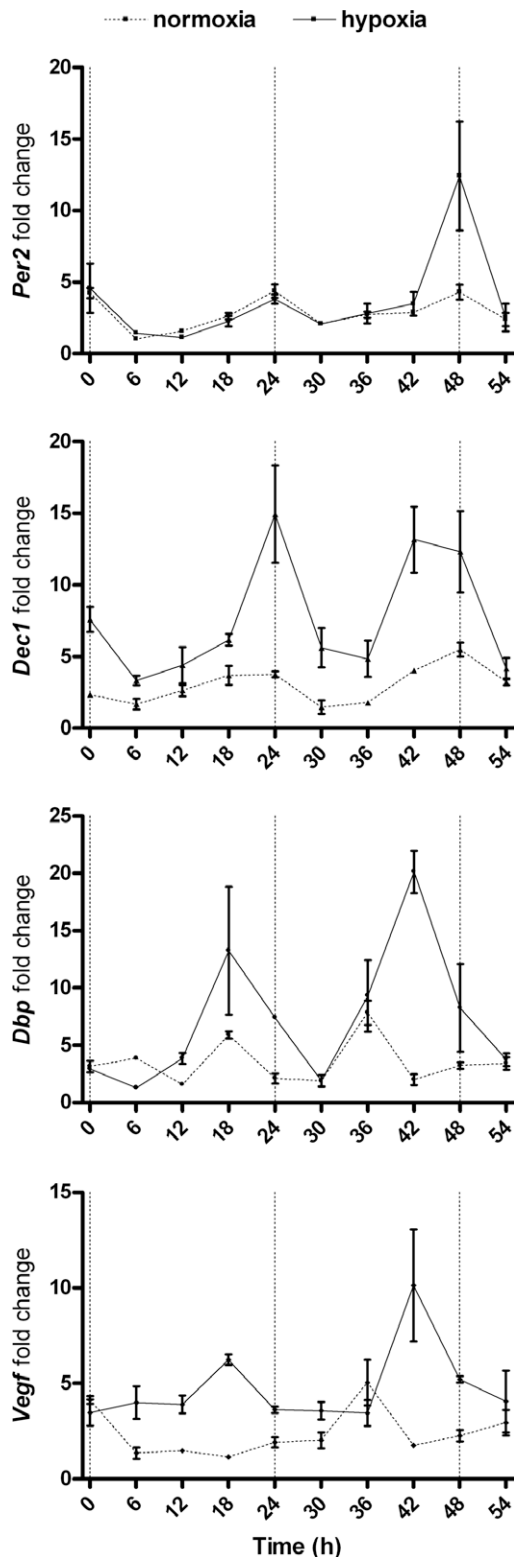 normoxia hypoxia
20
15
10
5
0
Per2 fold change
0 6 12 18 24 30 36 42 48 54
20
15
10
5
0
Dec1 fold change
0 6 12 18 24 30 36 42 48 54
25
20
15
10
5
0
Dbp fold change
0 6 12 18 24 30 36 42 48 54
15
10
5
0
Vegf fold change
0 6 12 18 24 30 36 42 48 54
Time (h)